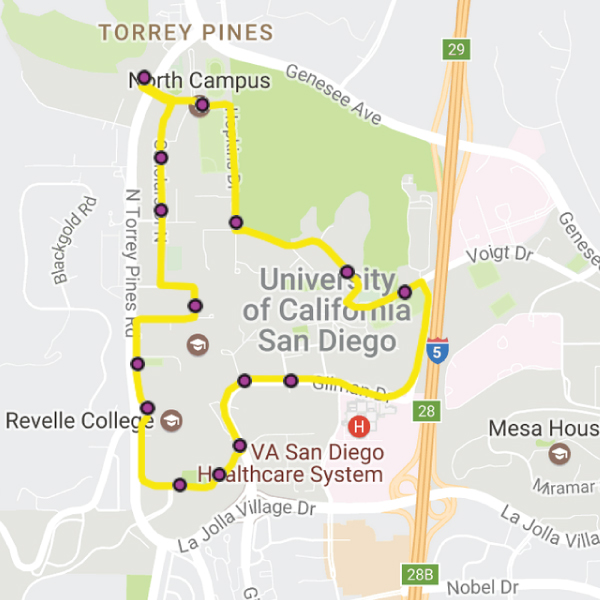 TORREY PINES
29
North Campus
Genesee Ave
Hopkins Dr
N Torrey Pines Rd
Blackgold Rd
Genesee
Voigt Dr
University
of California
San Diego
5
Gilman Dr
28
H
Revelle College
Mesa Hous
VA San Diego
Healthcare System
Miramar
La Jolla Village Dr
La Jolla Villa
28B
Nobel Dr